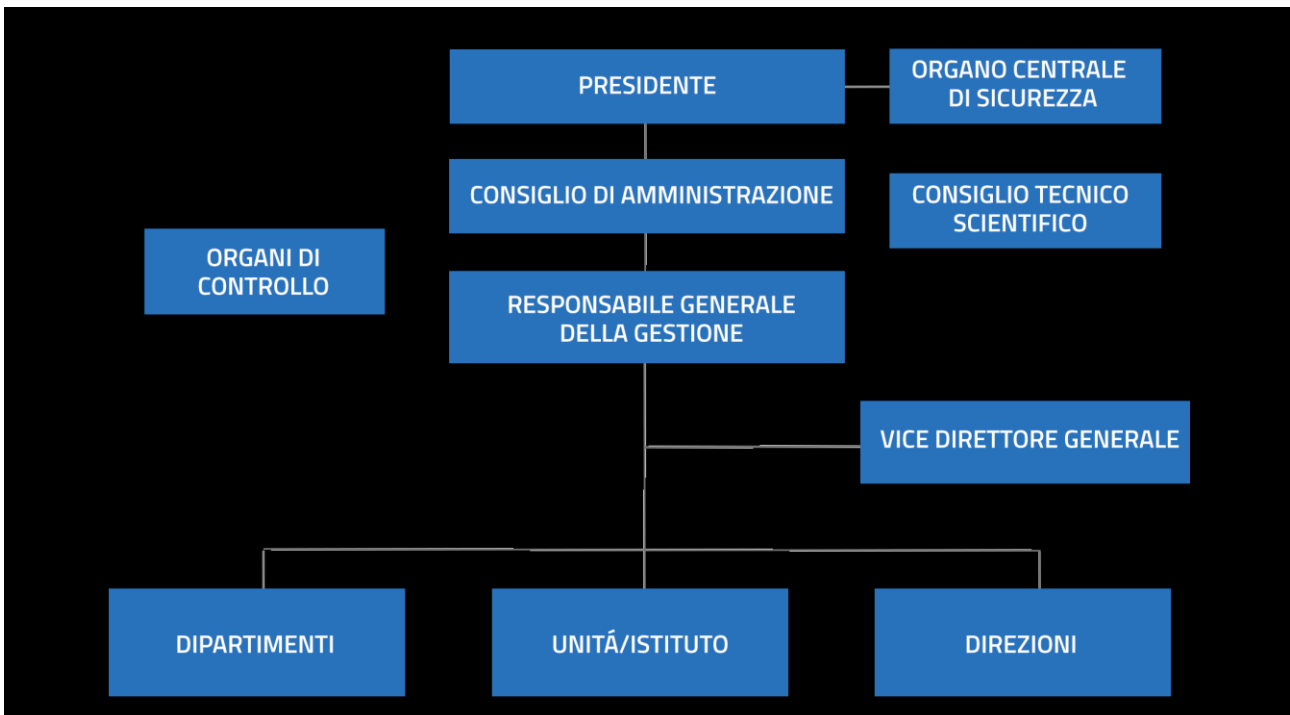 PRESIDENTE
ORGANO CENTRALE
DI SICUREZZA
CONSIGLIO DI AMMINISTRAZIONE
CONSIGLIO TECNICO
SCIENTIFICO
ORGANI DI
CONTROLLO
RESPONSABILE GENERALE
DELLA GESTIONE
VICE DIRETTORE GENERALE
DIPARTIMENTI
UNITÁ/ISTITUTO
DIREZIONI